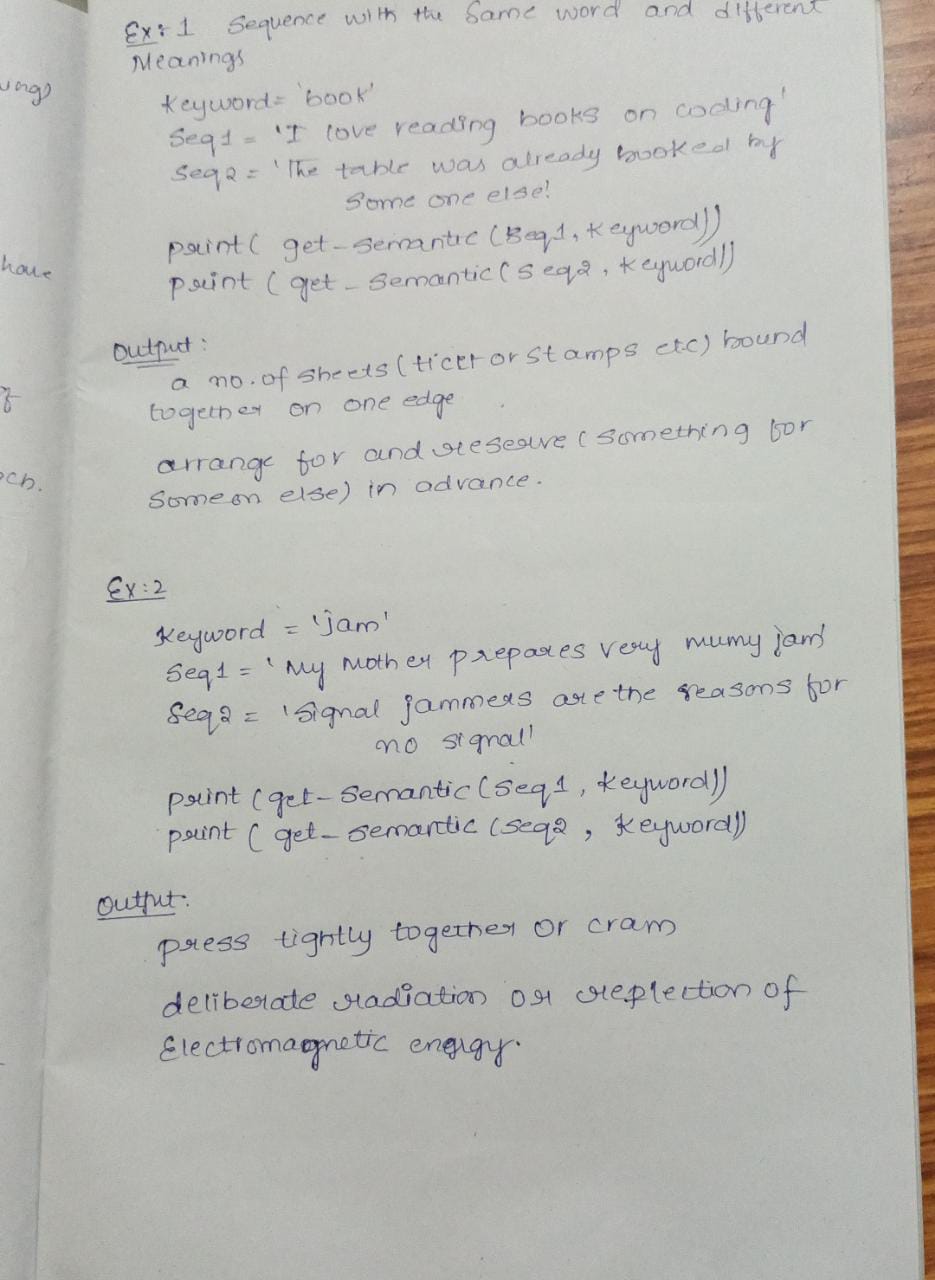 ungs
have
f
och.
Ex: 1 Sequence with the Same word and different
Meanings
Keyword= 'book'
Seq1 = 'I love reading books on coding'
Seq2 = 'The table was already booked by
Some one else!
print( get-semantic (Seq1, Keyword))
print ( get - semantic (seq2, keyword))
Output :
a no. of sheets (ticet or stamps etc) bound
together on one edge
arrange for and reserve ( something for
Someon else) in advance.
Ex:2
Keyword = 'jam'
Seq1 = 'My Mother prepares very mumy jam'
Seq2 = 'signal jammers are the reasons for
no signal'
print (get-Semantic (Seq1, Keyword))
print ( get- semantic (seq2 , Keyword))
Output:
press tightly together or cram
deliberate radiation or replection of
Electromagnetic energy.